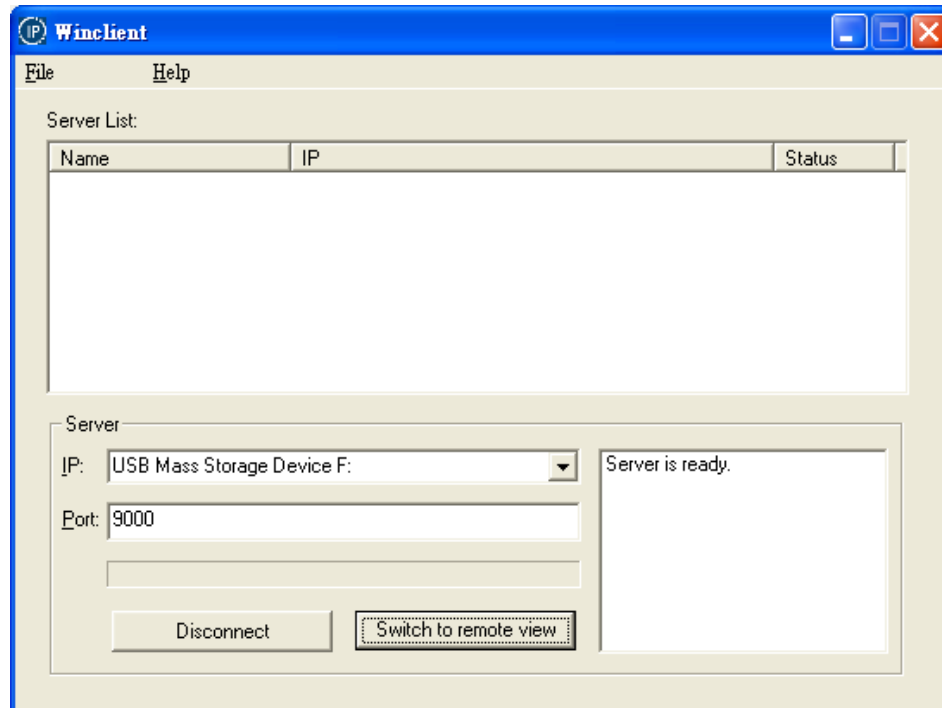 IP Winclient
File Help
Server List:
Name IP Status
Server
IP: USB Mass Storage Device F:
Server is ready.
Port: 9000
Disconnect Switch to remote view